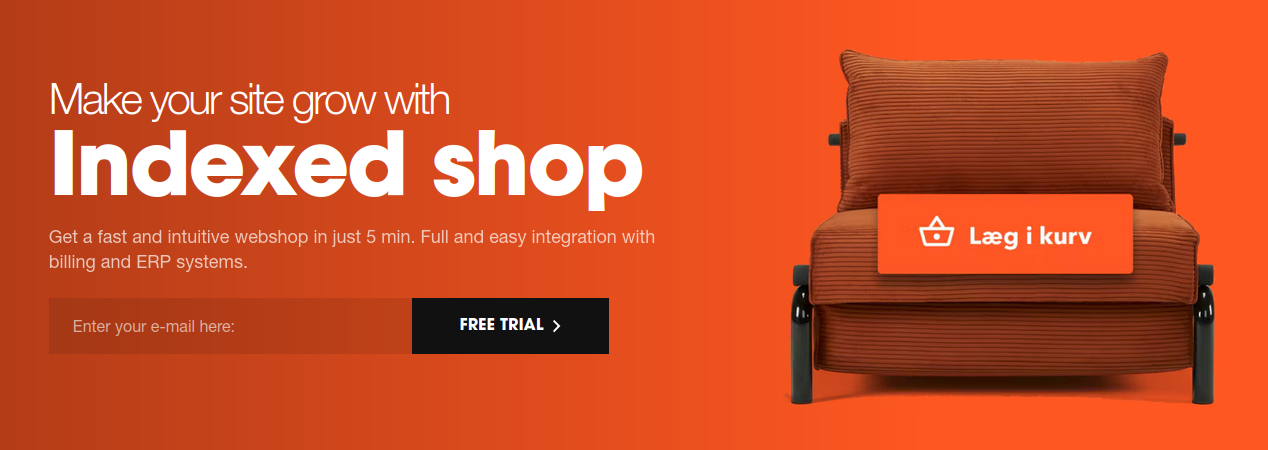 Make your site grow with
Indexed shop
Get a fast and intuitive webshop in just 5 min. Full and easy integration with
billing and ERP systems.
Enter your e-mail here:
FREE TRIAL
Læg i kurv